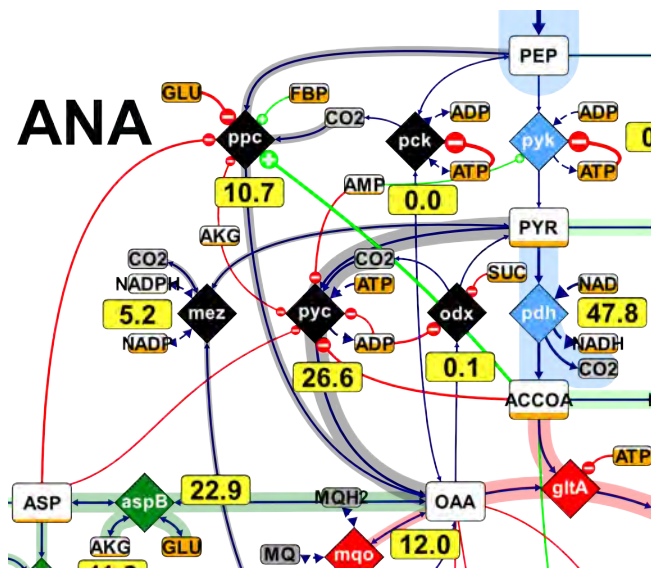 PEP
GLU
FBP
ANA
CO2
ADP
ADP
ppc
pck
pyk
ATP
ATP
10.7
AMP
0.0
AKG
PYR
CO2
CO2
SUC
NADPH
ATP
NAD
5.2
mez
pyc
odx
pdh
47.8
NADP
ADP
NADH
26.6
0.1
CO2
ACCOA
ATP
22.9
gltA
ASP
aspB
MQH2
OAA
AKG
GLU
MQ
mqo
12.0